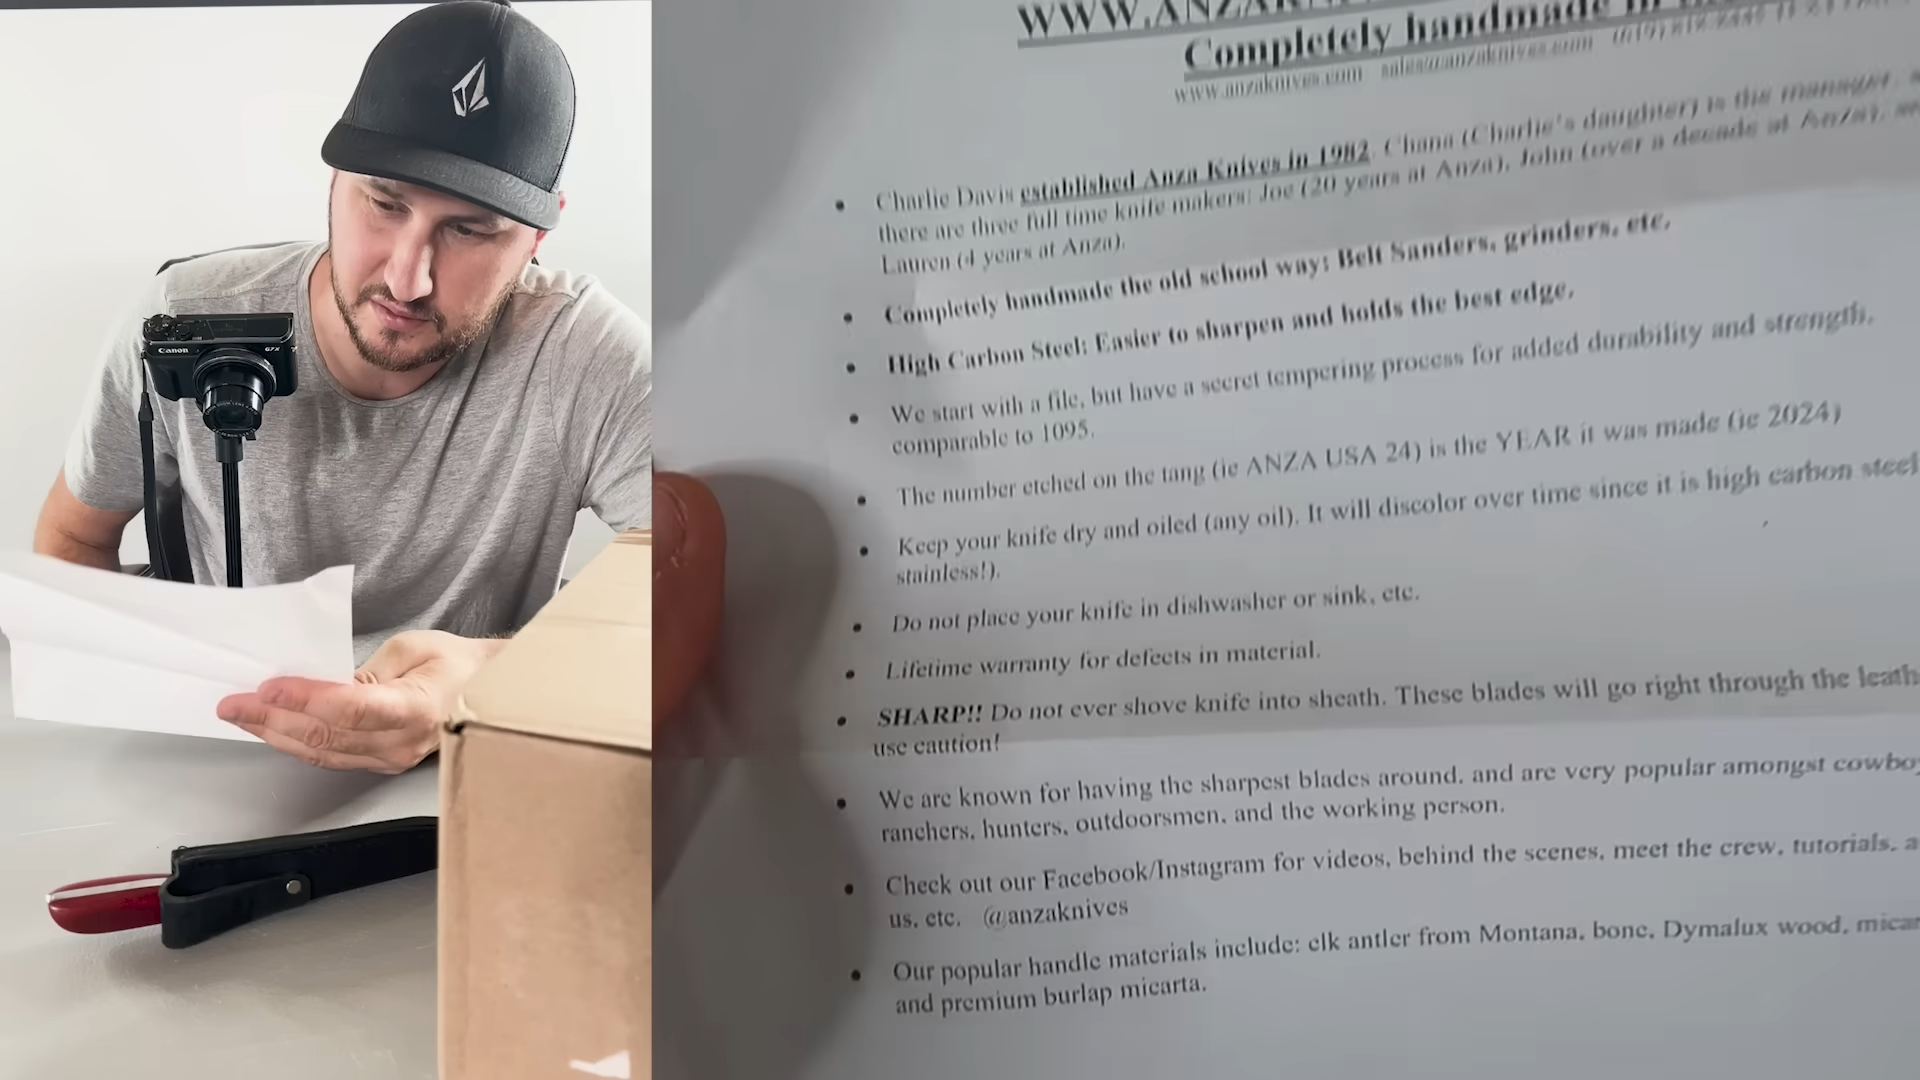 Completely handmade in
www.anzaknives.com sales@anzaknives.com
• Charlie Davis established Anza Knives in 1982. Chana (Charlie's daughter) is the manager.
there are three full time knife makers: Joe (20 years at Anza), John (over a decade at Anza),
Lauren (4 years at Anza).
• Completely handmade the old school way: Belt Sanders, grinders, etc.
• High Carbon Steel: Easier to sharpen and holds the best edge.
• We start with a file, but have a secret tempering process for added durability and strength,
comparable to 1095.
• The number etched on the tang (ie ANZA USA 24) is the YEAR it was made (ie 2024)
• Keep your knife dry and oiled (any oil). It will discolor over time since it is high carbon steel
stainless!).
• Do not place your knife in dishwasher or sink, etc.
• Lifetime warranty for defects in material.
• SHARP!! Do not ever shove knife into sheath. These blades will go right through the leath
use caution!
• We are known for having the sharpest blades around, and are very popular amongst cowboy
ranchers, hunters, outdoorsmen, and the working person.
• Check out our Facebook/Instagram for videos, behind the scenes, meet the crew, tutorials, a
us, etc. @anzaknives
• Our popular handle materials include: elk antler from Montana, bone, Dymalux wood, micar
and premium burlap micarta.
Canon
G7X